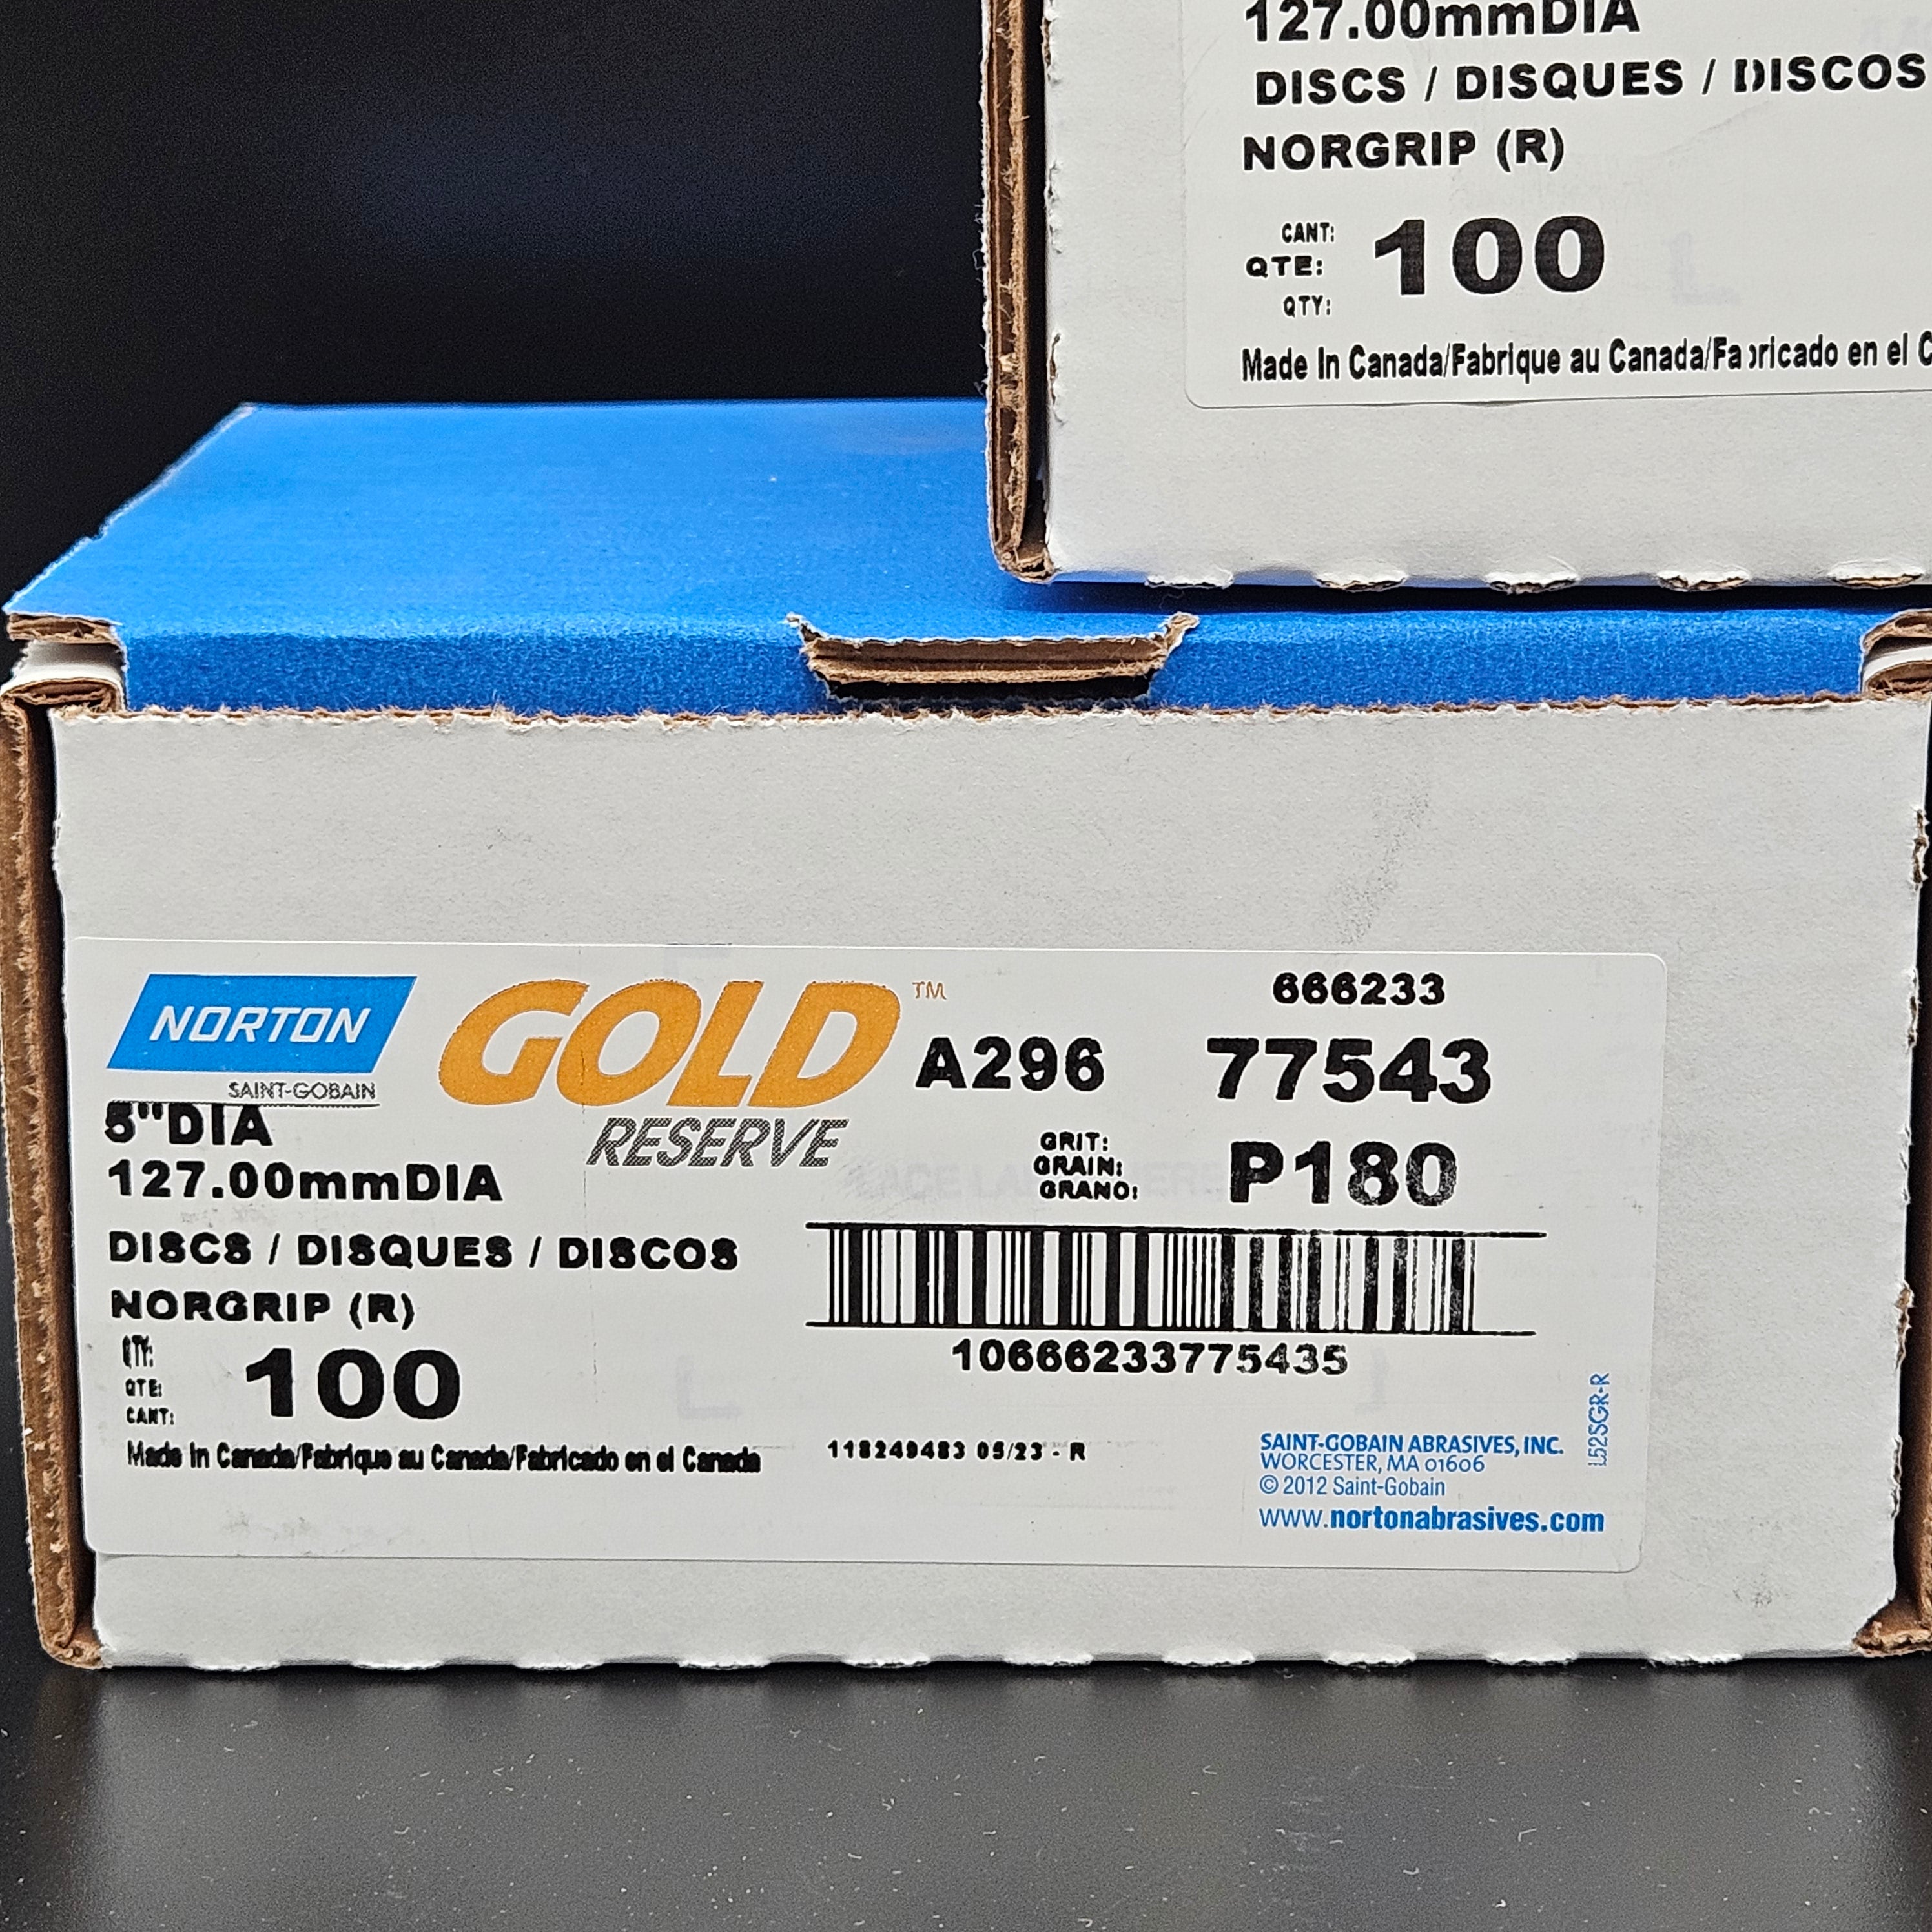 127.00mmDIA
DISCS / DISQUES / DISCOS
NORGRIP (R)
CANT:
QTE: 100
QTY:
Made In Canada/Fabrique au Canada/Fabricado en el C
NORTON
SAINT-GOBAIN
GOLD™
RESERVE
A296
666233
77543
5"DIA
127.00mmDIA
GRIT:
GRAIN: P180
GRANO:
DISCS / DISQUES / DISCOS
NORGRIP (R)
QTY:
QTE: 100
CANT:
10666233775435
Made In Canada/Fabrique au Canada/Fabricado en el Canada
118249483 05/23 - R
SAINT-GOBAIN ABRASIVES, INC.
WORCESTER, MA 01606
© 2012 Saint-Gobain
www.nortonabrasives.com
L52SGR-R